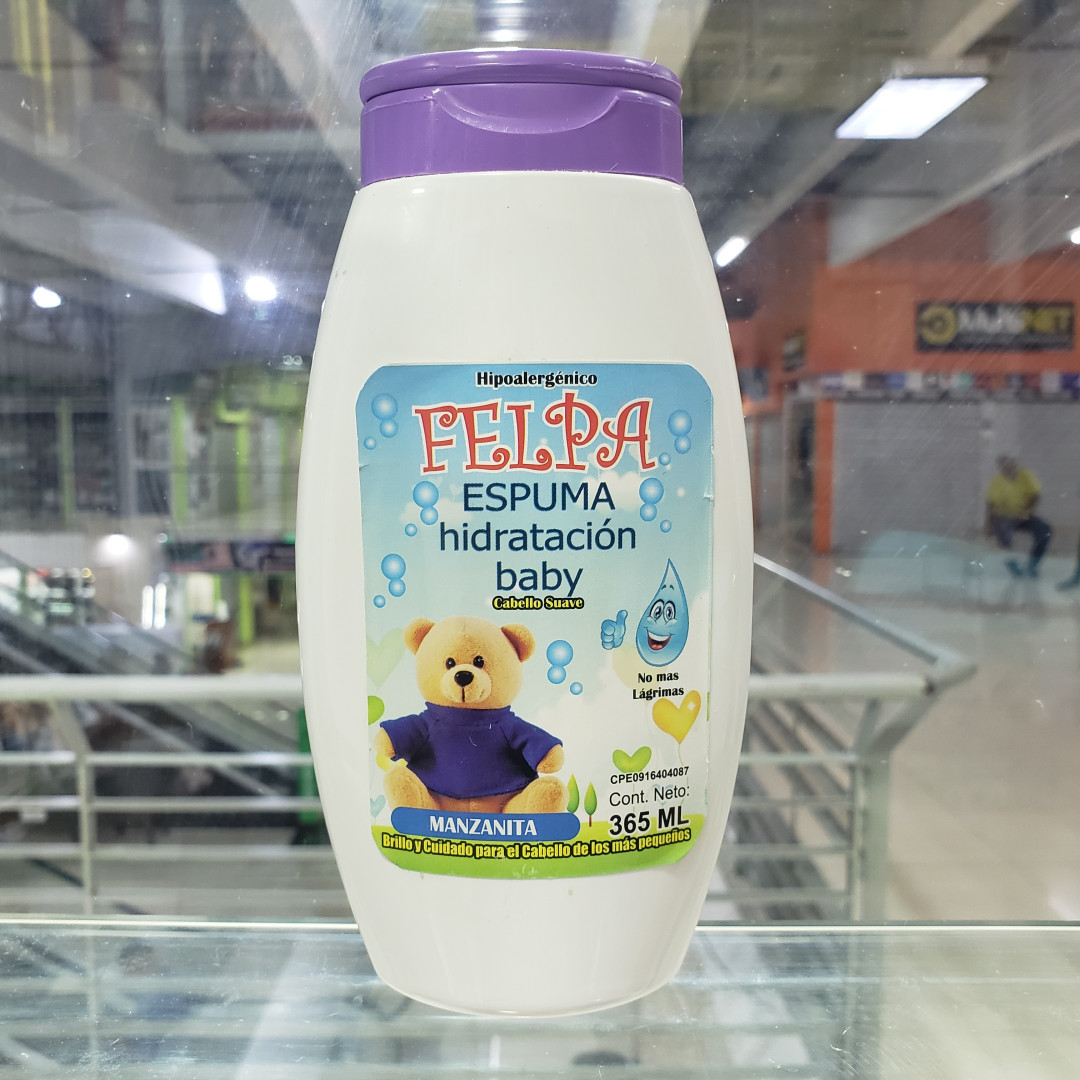 Hipoalergénico
FELPA
ESPUMA
hidratación
baby
Cabello Suave
No mas
Lágrimas
CPE0916404087
Cont. Neto:
365 ML
MANZANITA
Brillo y Cuidado para el Cabello de los más pequeños